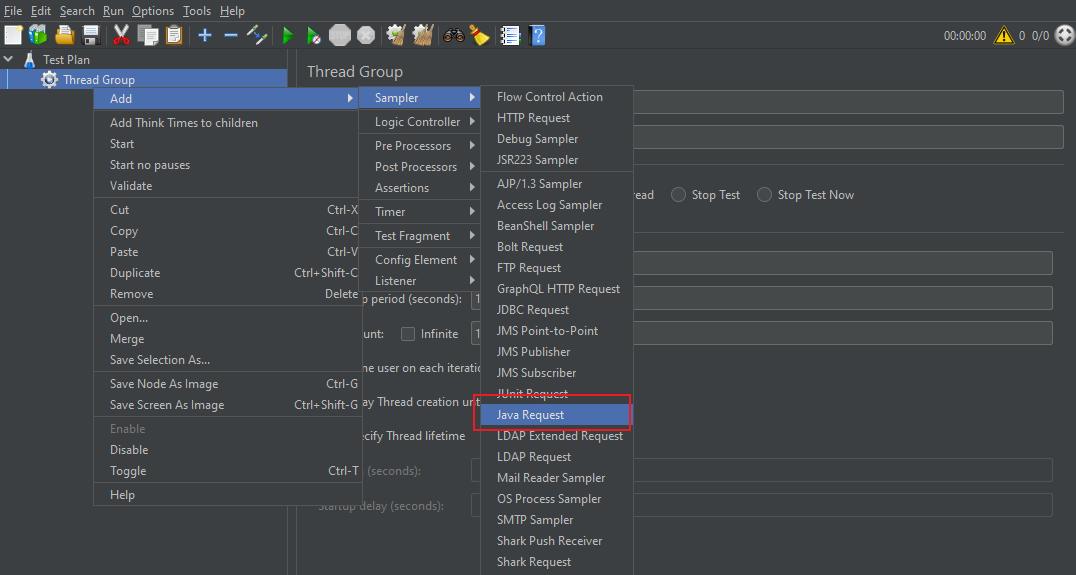 File Edit Search Run Options Tools Help
00:00:00 0 0/0
Test Plan
Thread Group
Thread Group
Add
Add Think Times to children
Start
Start no pauses
Validate
Cut Ctrl-X
Copy Ctrl-C
Paste Ctrl-V
Duplicate Ctrl+Shift-C
Remove Delete
Open...
Merge
Save Selection As...
Save Node As Image Ctrl-G
Save Screen As Image Ctrl+Shift-G
Enable
Disable
Toggle Ctrl-T
Help
Sampler
Logic Controller
Pre Processors
Post Processors
Assertions
Timer
Test Fragment
Config Element
Listener
Flow Control Action
HTTP Request
Debug Sampler
JSR223 Sampler
AJP/1.3 Sampler
Access Log Sampler
BeanShell Sampler
Bolt Request
FTP Request
GraphQL HTTP Request
JDBC Request
JMS Point-to-Point
JMS Publisher
JMS Subscriber
JUnit Request
Java Request
LDAP Extended Request
LDAP Request
Mail Reader Sampler
OS Process Sampler
SMTP Sampler
Shark Push Receiver
Shark Request
ead Stop Test Stop Test Now
p period (seconds): 1
unt: Infinite 1
ne user on each iteratio
ay Thread creation unt
cify Thread lifetime
(seconds):
Startup delay (seconds):